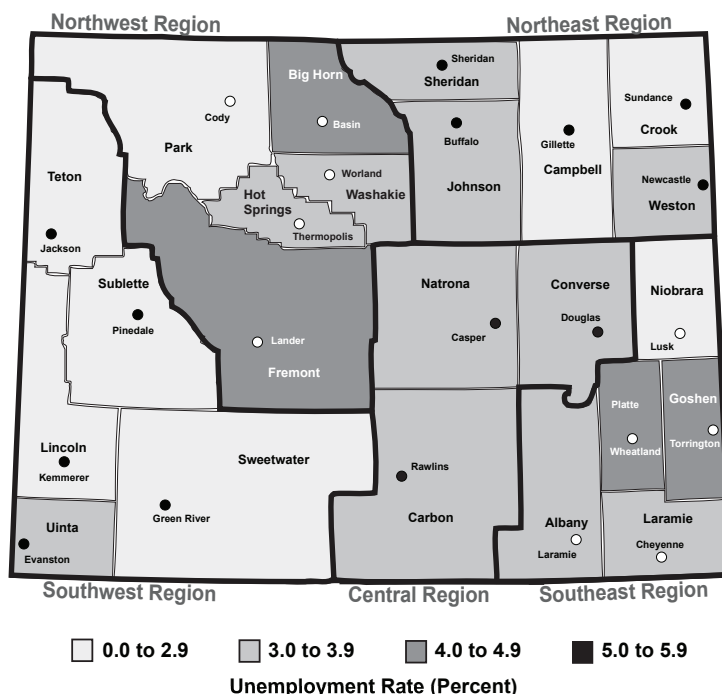 Northwest Region
Northeast Region
Big Horn
Basin
Cody
Park
Teton
Jackson
Hot
Springs
Thermopolis
Worland
Washakie
Sheridan
Sheridan
Buffalo
Johnson
Gillette
Campbell
Sundance
Crook
Newcastle
Weston
Sublette
Pinedale
Lander
Fremont
Natrona
Casper
Converse
Douglas
Niobrara
Lusk
Platte
Wheatland
Goshen
Torrington
Lincoln
Kemmerer
Sweetwater
Green River
Uinta
Evanston
Rawlins
Carbon
Albany
Laramie
Laramie
Cheyenne
Southwest Region
Central Region
Southeast Region
0.0 to 2.9
3.0 to 3.9
4.0 to 4.9
5.0 to 5.9
Unemployment Rate (Percent)